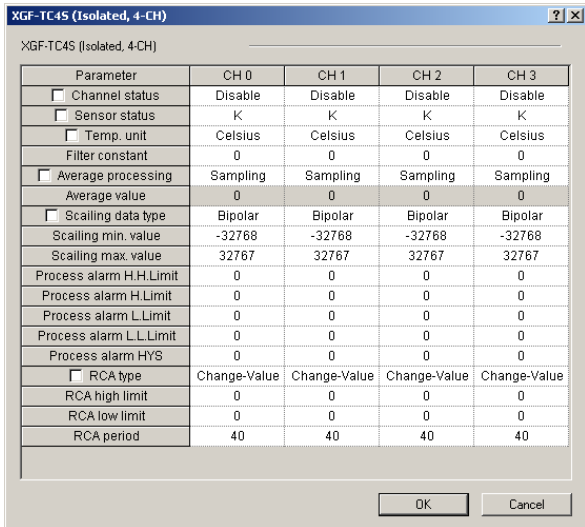 XGF-TC4S (Isolated, 4-CH)
XGF-TC4S (Isolated, 4-CH)
Parameter CH 0 CH 1 CH 2 CH 3
Channel status Disable Disable Disable Disable
Sensor status K K K K
Temp. unit Celsius Celsius Celsius Celsius
Filter constant 0 0 0 0
Average processing Sampling Sampling Sampling Sampling
Average value 0 0 0 0
Scailing data type Bipolar Bipolar Bipolar Bipolar
Scailing min. value -32768 -32768 -32768 -32768
Scailing max. value 32767 32767 32767 32767
Process alarm H.H.Limit 0 0 0 0
Process alarm H.Limit 0 0 0 0
Process alarm L.Limit 0 0 0 0
Process alarm L.L.Limit 0 0 0 0
Process alarm HYS 0 0 0 0
RCA type Change-Value Change-Value Change-Value Change-Value
RCA high limit 0 0 0 0
RCA low limit 0 0 0 0
RCA period 40 40 40 40
OK Cancel